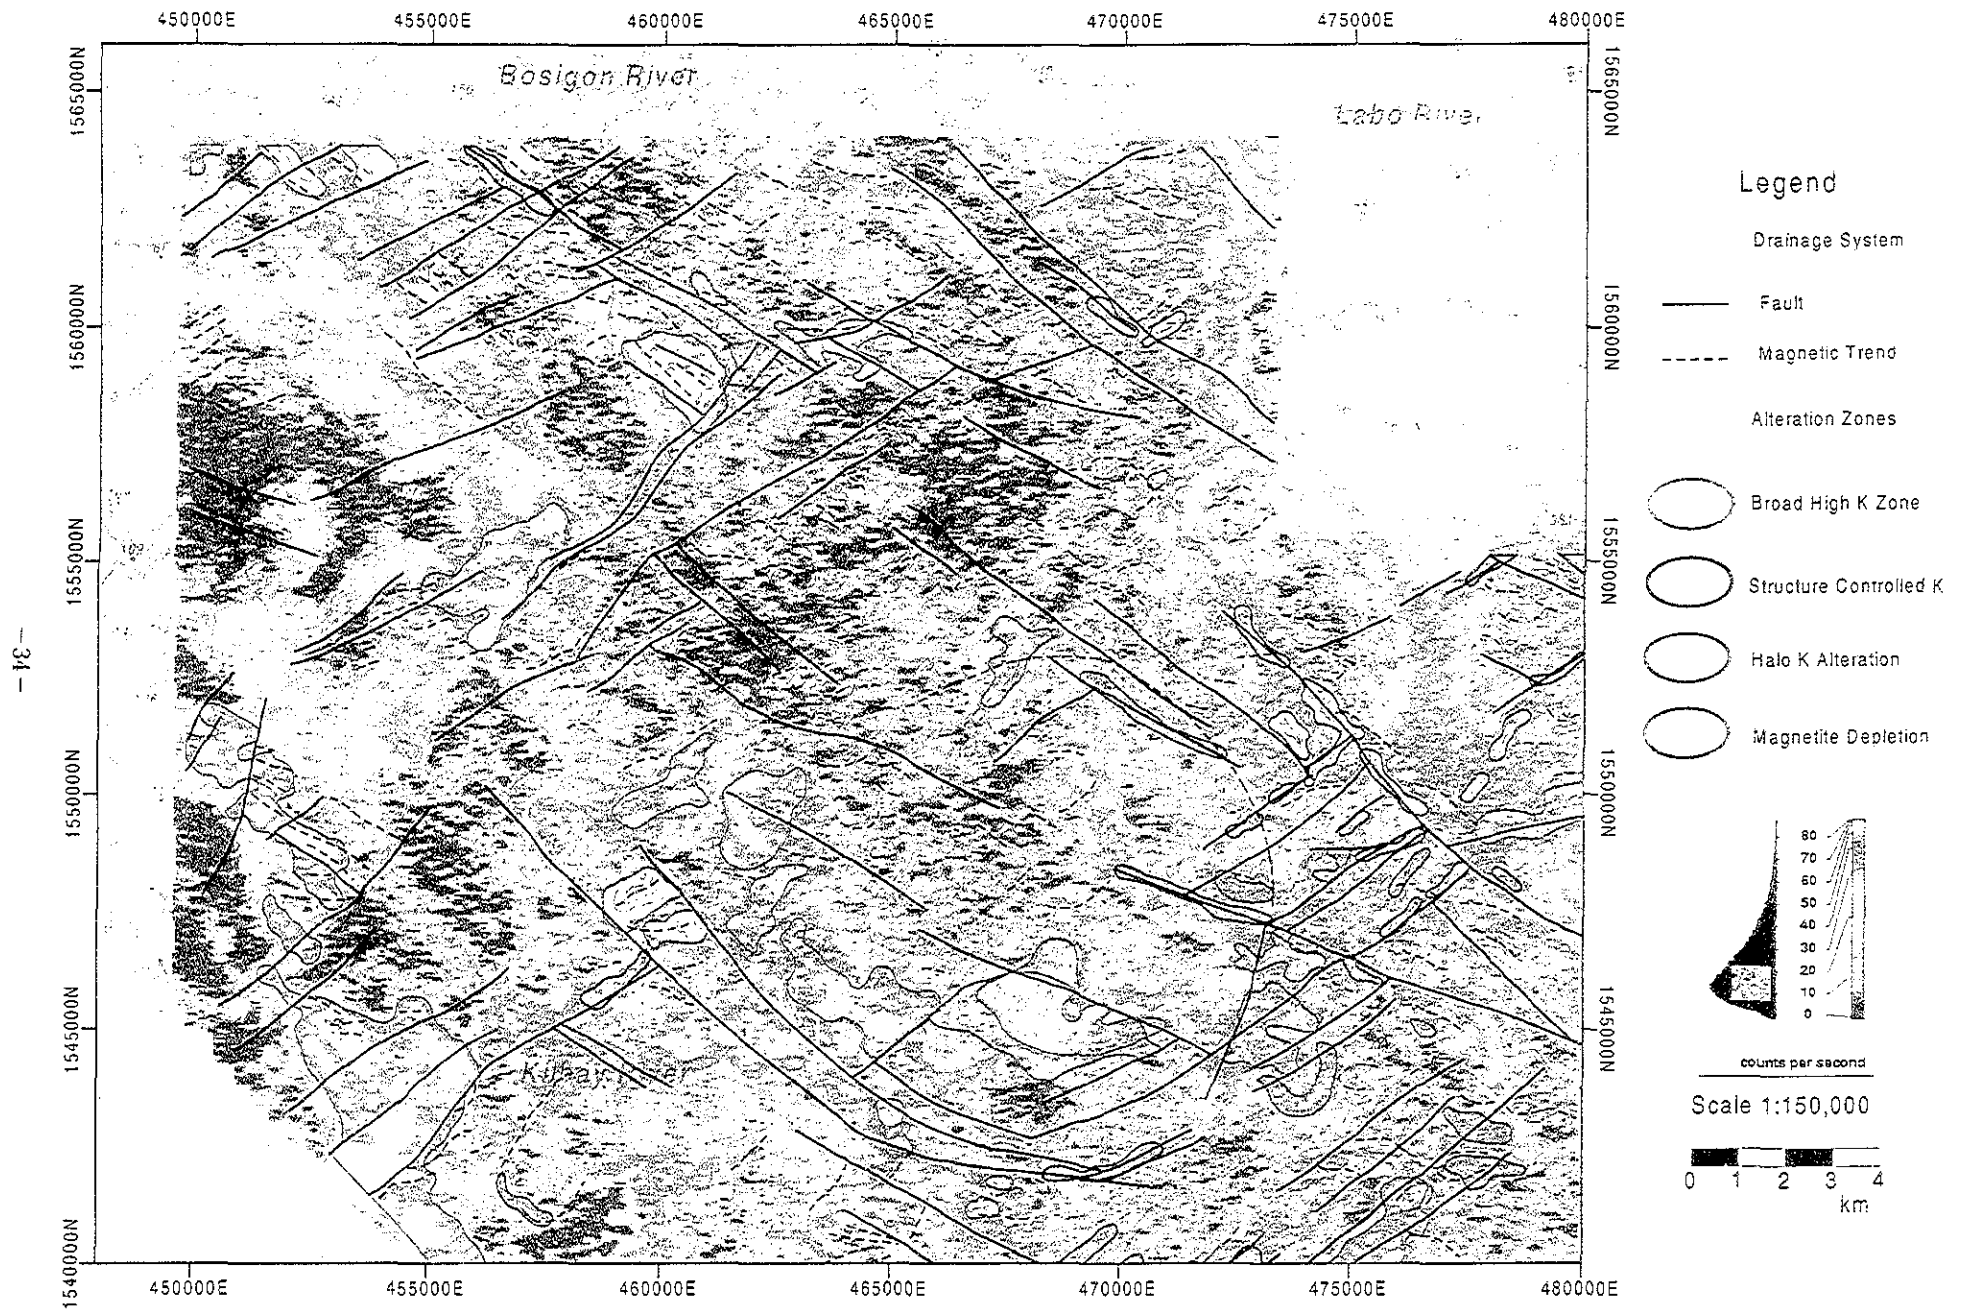 450000E 455000E 460000E 465000E 470000E 475000E 480000E
Bosigon River
Labo River
1565000N
1560000N
1555000N
1550000N
1545000N
1540000N
1565000N
1560000N
1555000N
1550000N
1545000N
450000E 455000E 460000E 465000E 470000E 475000E 480000E
—34—
Legend
Drainage System
Fault
Magnetic Trend
Alteration Zones
Broad High K Zone
Structure Controlled K
Halo K Alteration
Magnetite Depletion
80
70
60
50
40
30
20
10
0
counts per second
Scale 1:150,000
0 1 2 3 4
km